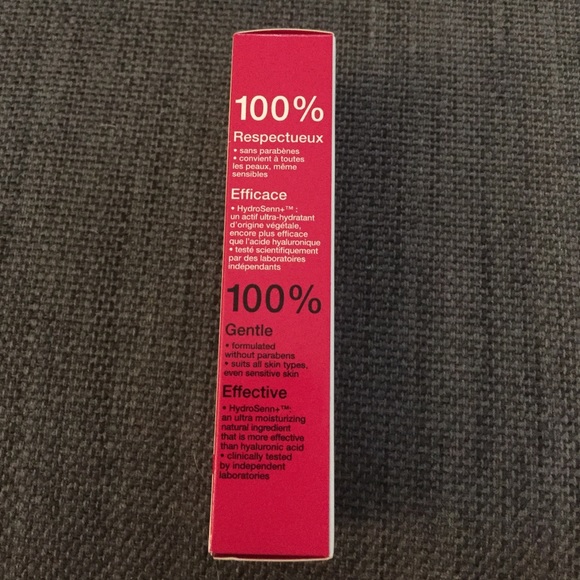 100%
Respectueux
• sans parabènes
• convient à toutes
les peaux, même
sensibles
Efficace
• HydroSenn+™ :
un actif ultra-hydratant
d'origine végétale,
encore plus efficace
que l'acide hyaluronique
• testé scientifiquement
par des laboratoires
indépendants
100%
Gentle
• formulated
without parabens
• suits all skin types,
even sensitive skin
Effective
• HydroSenn+™:
an ultra moisturizing
natural ingredient
that is more effective
than hyaluronic acid
• clinically tested
by independent
laboratories